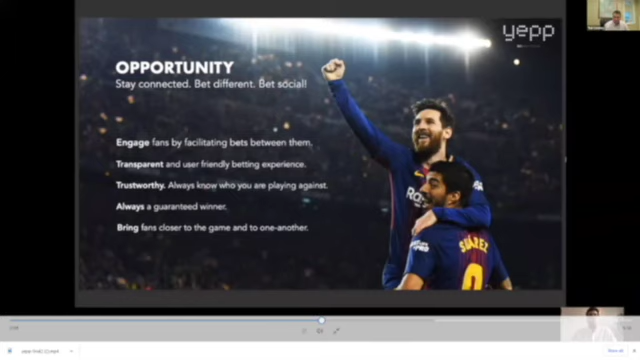 yepp
OPPORTUNITY
Stay connected. Bet different. Bet social!
Engage fans by facilitating bets between them.
Transparent and user friendly betting experience.
Trustworthy. Always know who you are playing against.
Always a guaranteed winner.
Bring fans closer to the game and to one-another.
SUÁREZ
9